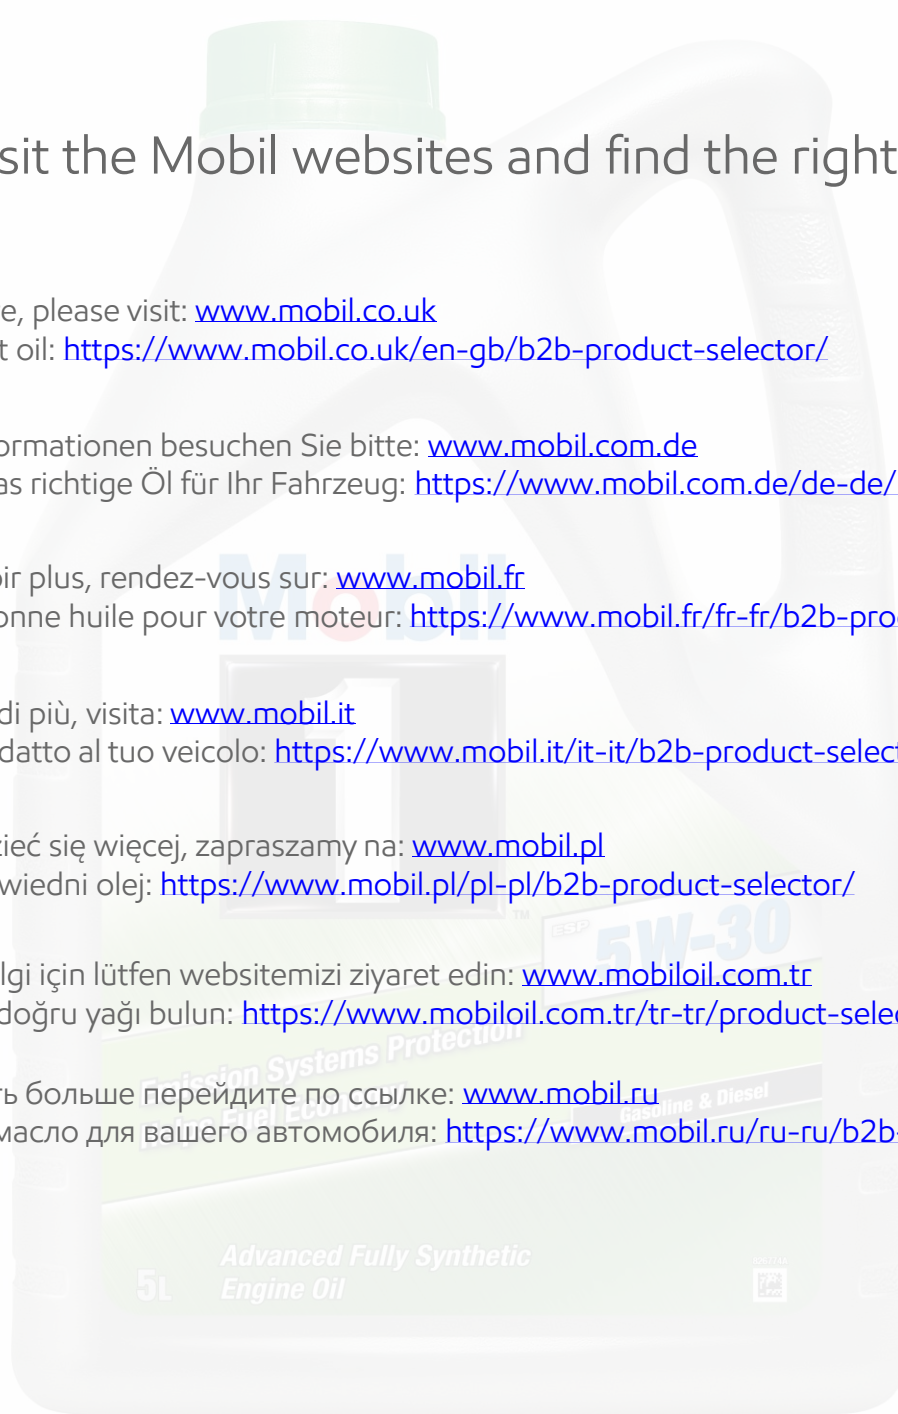 sit the Mobil websites and find the right
e, please visit: www.mobil.co.uk
t oil: https://www.mobil.co.uk/en-gb/b2b-product-selector/
ormationen besuchen Sie bitte: www.mobil.com.de
as richtige Öl für Ihr Fahrzeug: https://www.mobil.com.de/de-de/
oir plus, rendez-vous sur: www.mobil.fr
onne huile pour votre moteur: https://www.mobil.fr/fr-fr/b2b-pro
Mobil
di più, visita: www.mobil.it
datto al tuo veicolo: https://www.mobil.it/it-it/b2b-product-select
1
zieć się więcej, zapraszamy na: www.mobil.pl
wiedni olej: https://www.mobil.pl/pl-pl/b2b-product-selector/
TM
ESP 5W-30
lgi için lütfen websitemizi ziyaret edin: www.mobiloil.com.tr
doğru yağı bulun: https://www.mobiloil.com.tr/tr-tr/product-selec
Emission Systems Protection
Helps Fuel Economy
Gasoline & Diesel
ть больше перейдите по ссылке: www.mobil.ru
масло для вашего автомобиля: https://www.mobil.ru/ru-ru/b2b-
Advanced Fully Synthetic
5L Engine Oil